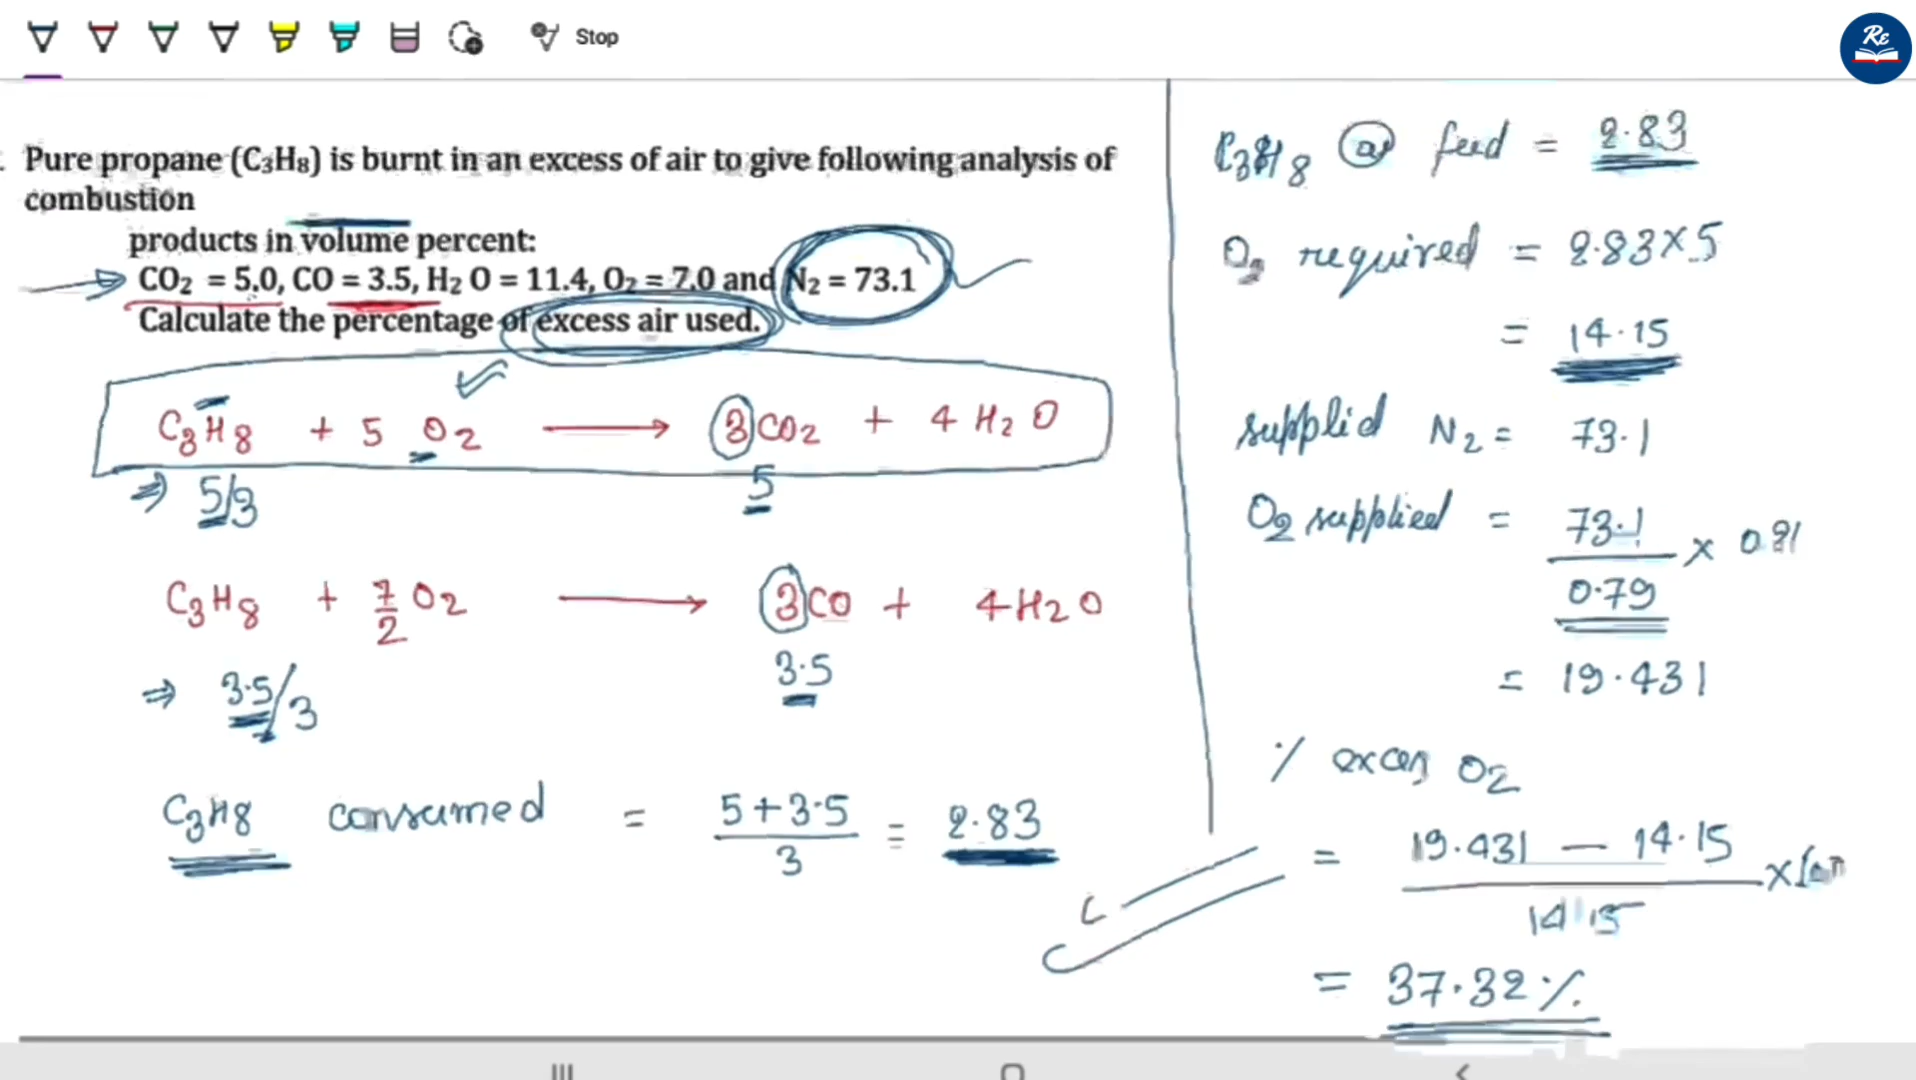 Stop
Rε
Pure propane (C3H8) is burnt in an excess of air to give following analysis of
combustion
products in volume percent:
CO2 = 5.0, CO = 3.5, H2 O = 11.4, O2 = 7.0 and N2 = 73.1
Calculate the percentage of excess air used.
C3H8 + 5 O2 ⟶ 3CO2 + 4 H2O
⇒ 5/3 5
C3H8 + 7/2 O2 ⟶ 3CO + 4H2O
⇒ 3.5/3 3.5
C3H8 consumed = (5+3.5)/3 = 2.83
C3H8 feed = 2.83
O2 required = 2.83×5
= 14.15
supplid N2 = 73.1
O2 supplied = 73.1/0.79 × 0.21
= 19.431
% exces O2
= (19.431 — 14.15)/14.15 × 100
= 37.32%